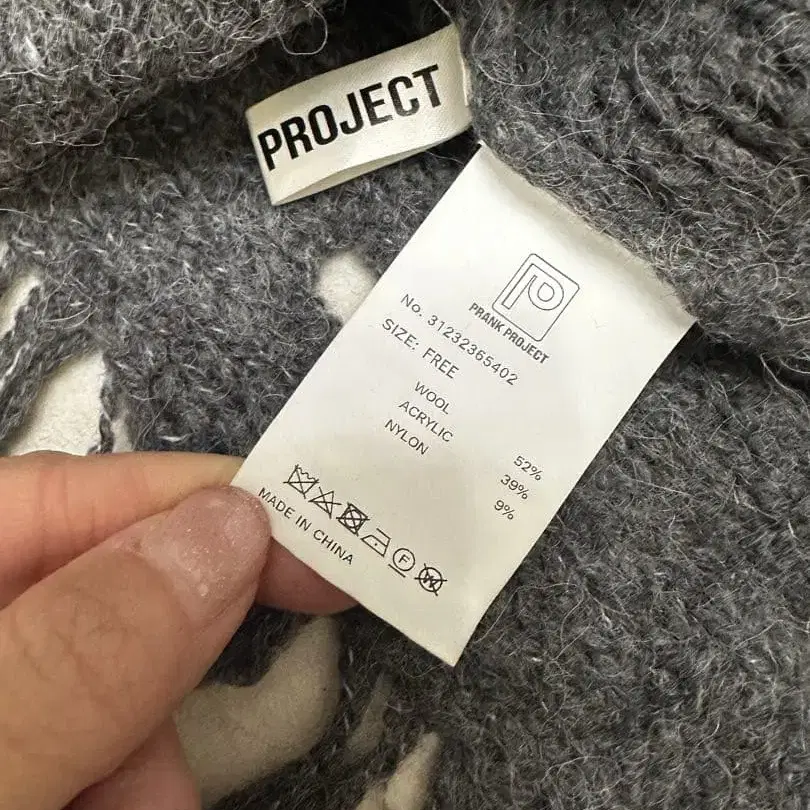 PROJECT
PRANK PROJECT
No. 31232365402
SIZE: FREE
WOOL 52%
ACRYLIC 39%
NYLON 9%
F
W
MADE IN CHINA